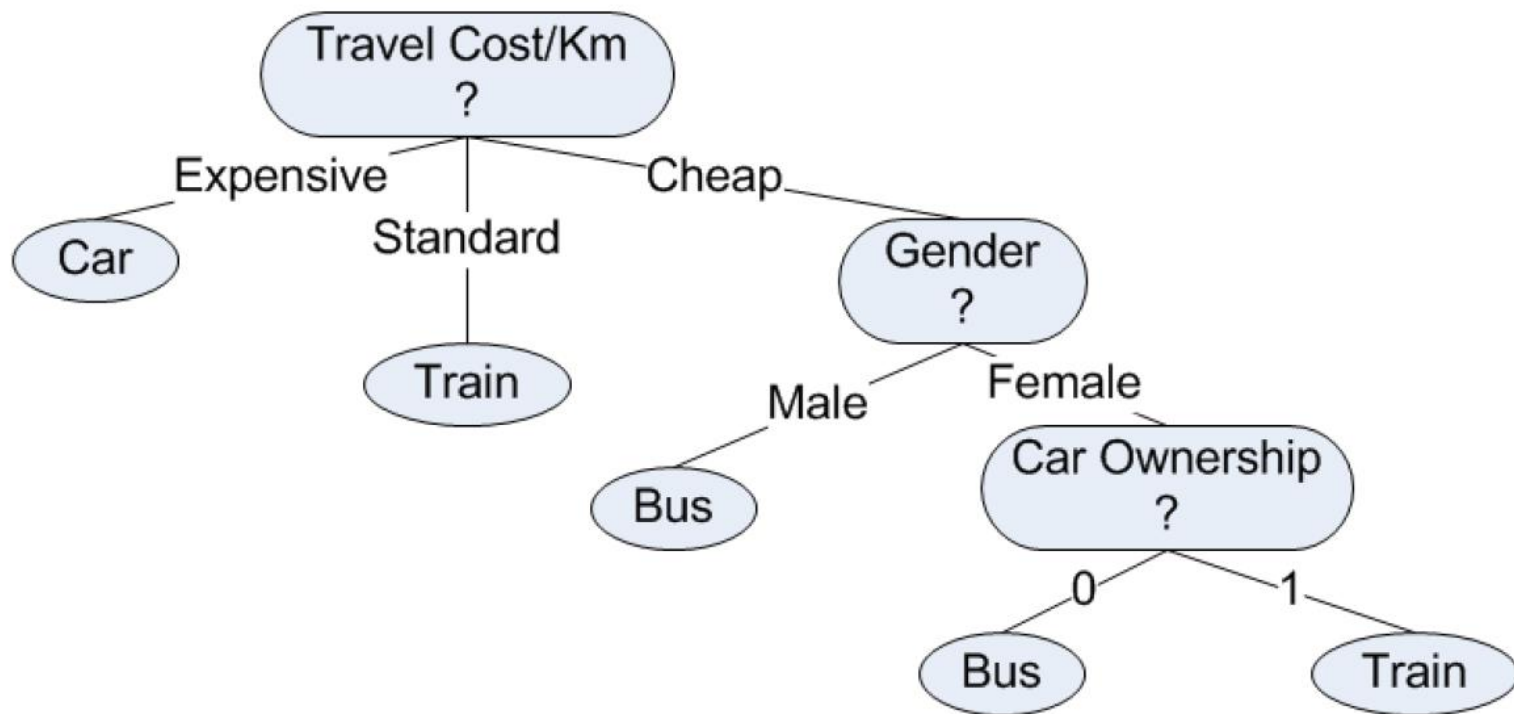 Travel Cost/Km
?
Expensive
Cheap
Standard
Car
Gender
?
Train
Male
Female
Bus
Car Ownership
?
0
1
Bus
Train